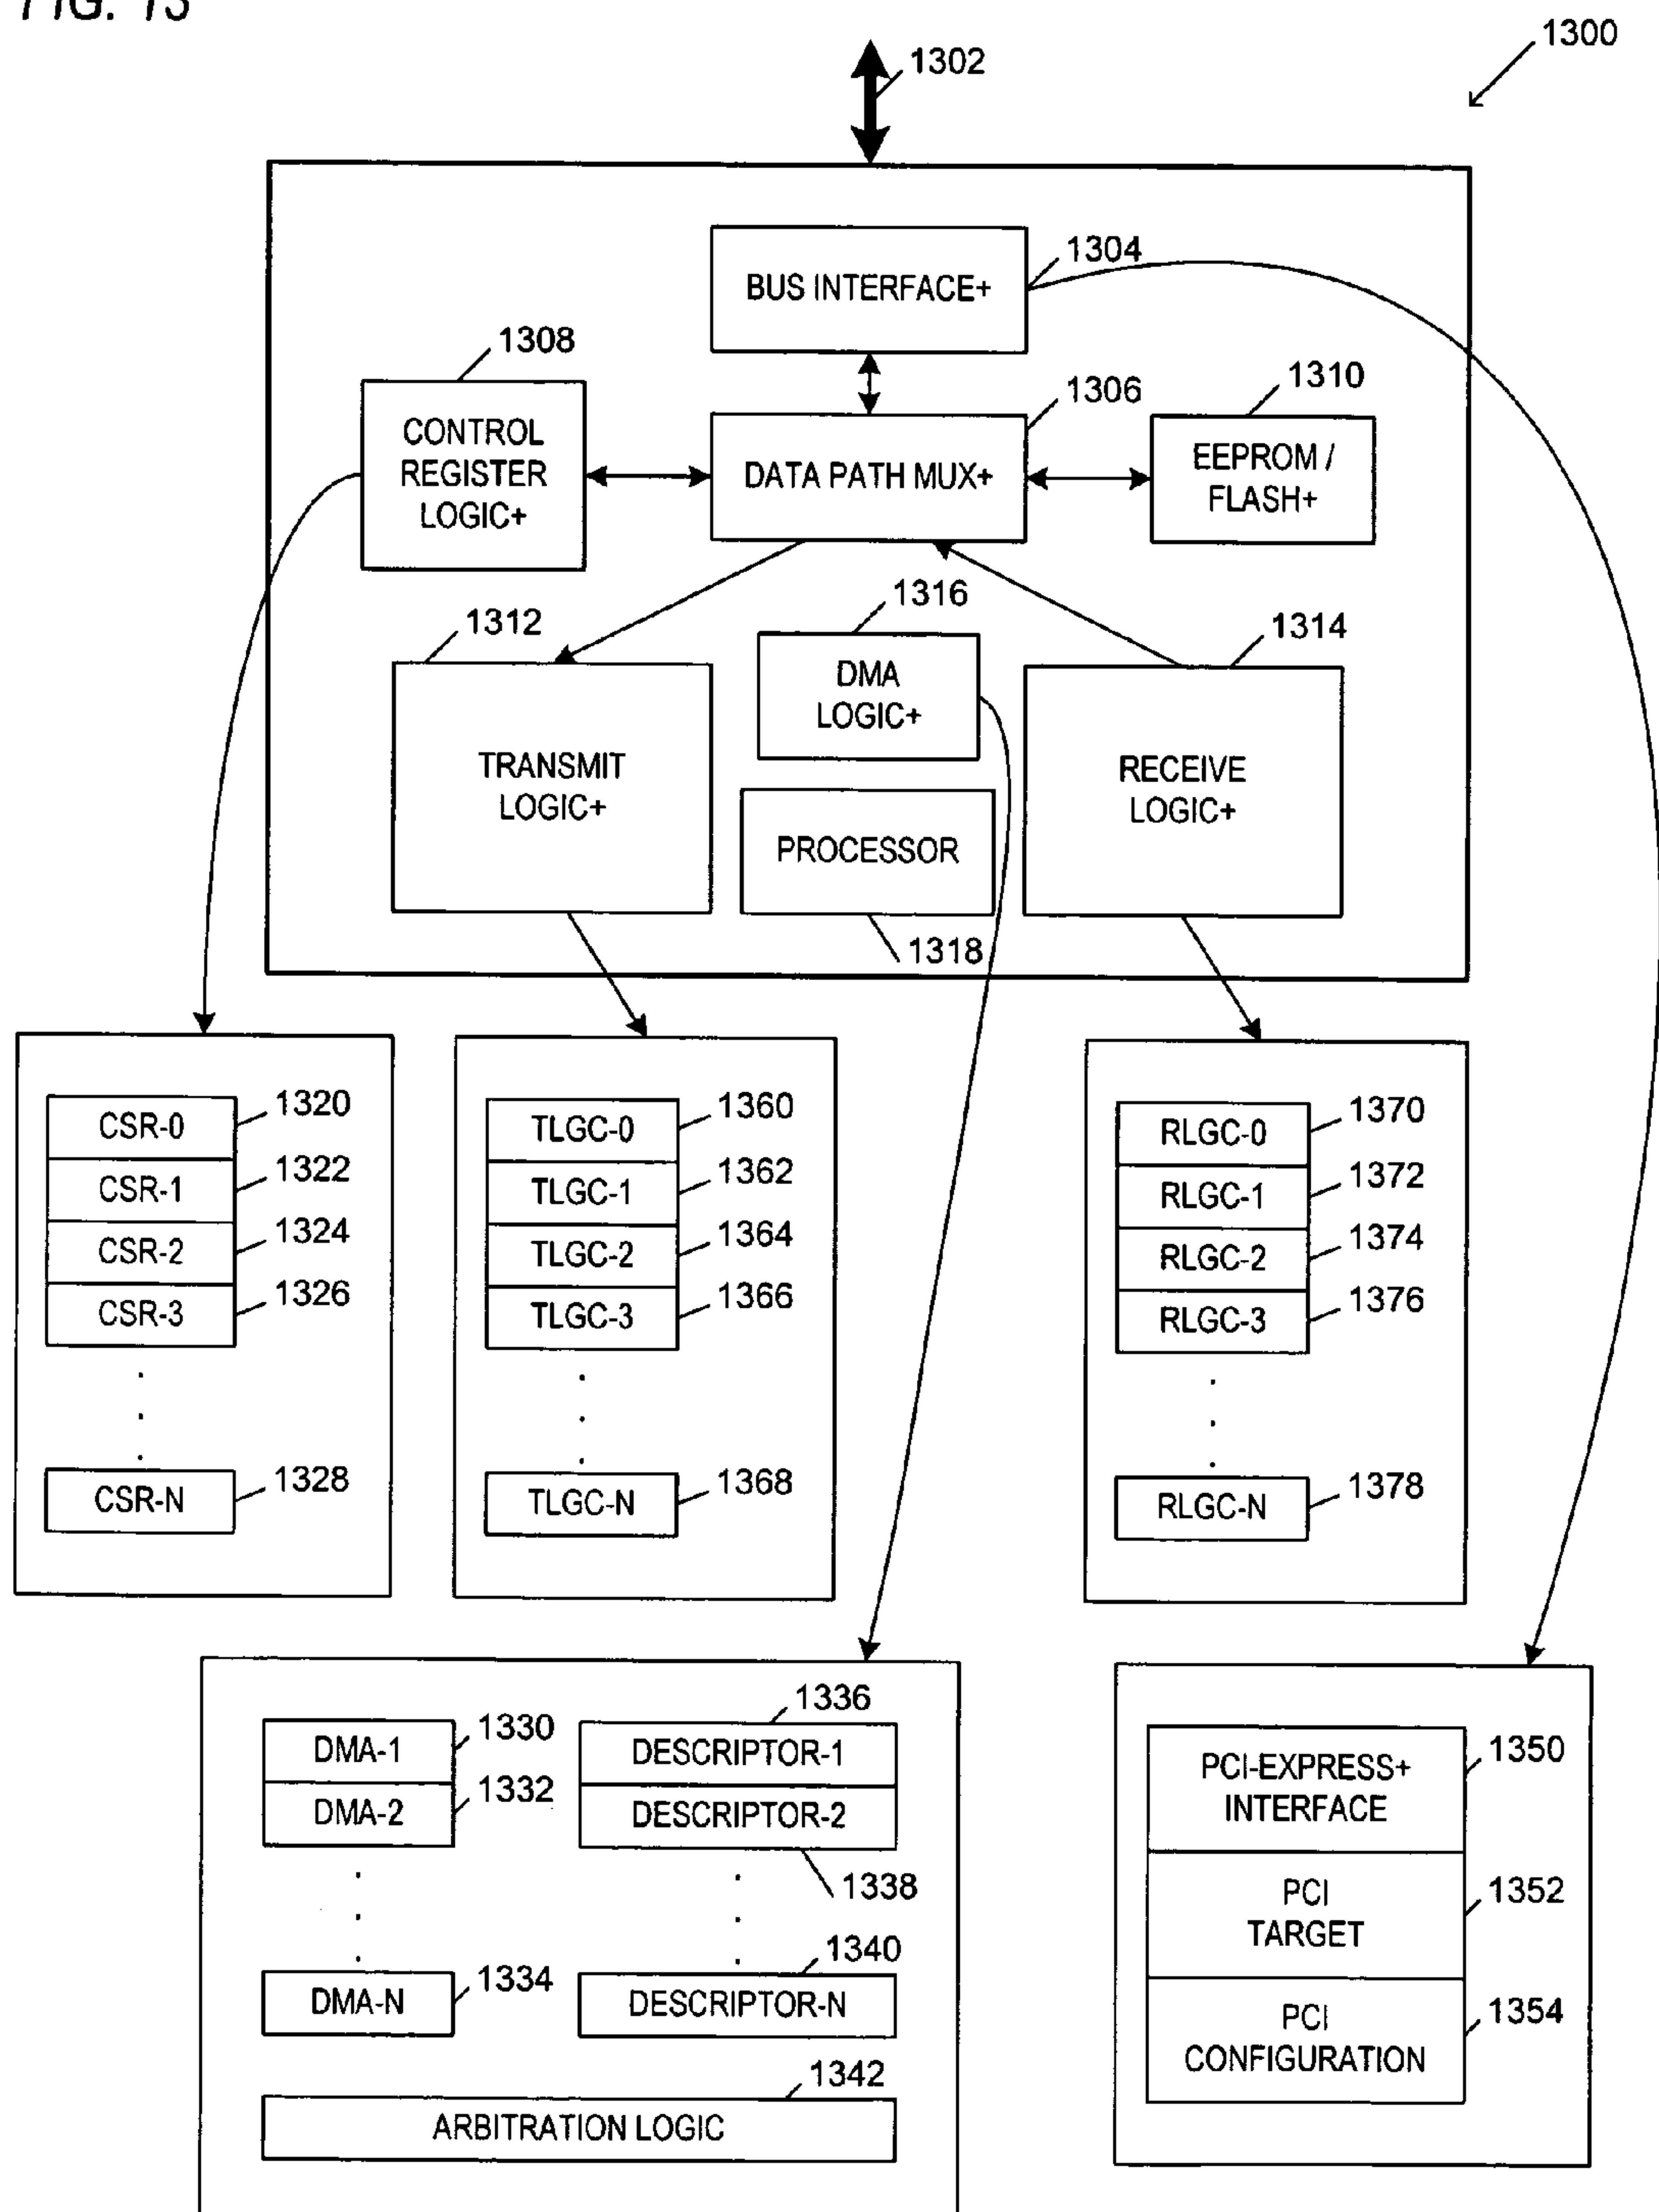 FIG. 13
1300
1302
1304
BUS INTERFACE+
1308
1306
1310
CONTROL
REGISTER
LOGIC+
DATA PATH MUX+
EEPROM /
FLASH+
1316
1312
1314
DMA
LOGIC+
TRANSMIT
LOGIC+
RECEIVE
LOGIC+
PROCESSOR
1318
CSR-0
1320
CSR-1
1322
CSR-2
1324
CSR-3
1326
.
.
.
CSR-N
1328
TLGC-0
1360
TLGC-1
1362
TLGC-2
1364
TLGC-3
1366
.
.
.
TLGC-N
1368
RLGC-0
1370
RLGC-1
1372
RLGC-2
1374
RLGC-3
1376
.
.
.
RLGC-N
1378
DMA-1
1330
DMA-2
1332
.
.
.
DMA-N
1334
1336
DESCRIPTOR-1
DESCRIPTOR-2
1338
.
.
.
1340
DESCRIPTOR-N
1342
ARBITRATION LOGIC
PCI-EXPRESS+
INTERFACE
1350
PCI
TARGET
1352
PCI
CONFIGURATION
1354